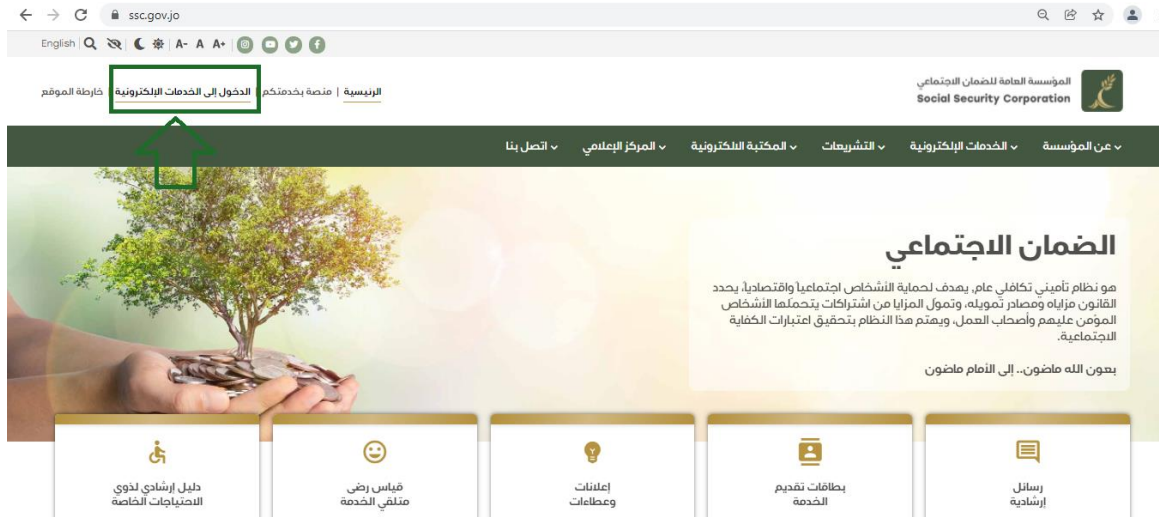 ssc.gov.jo
English A- A A+
المؤسسة العامة للضمان الاجتماعي
Social Security Corporation
الرئيسية | منصة بخدمتكم | الدخول إلى الخدمات الإلكترونية | خارطة الموقع
عن المؤسسة الخدمات الإلكترونية التشريعات المكتبة الالكترونية المركز الإعلامي اتصل بنا
الضمان الاجتماعي
هو نظام تأميني تكافلي عام، يهدف لحماية الأشخاص اجتماعياً واقتصادياً، يحدد
القانون مزاياه ومصادر تمويله، وتمول المزايا من اشتراكات يتحملها الأشخاص
المؤمن عليهم وأصحاب العمل، ويهتم هذا النظام بتحقيق اعتبارات الكفاية
الاجتماعية.
بعون الله ماضون.. إلى الأمام ماضون
رسائل
إرشادية
بطاقات تقديم
الخدمة
إعلانات
وعطاءات
قياس رضى
متلقي الخدمة
دليل إرشادي لذوي
الاحتياجات الخاصة